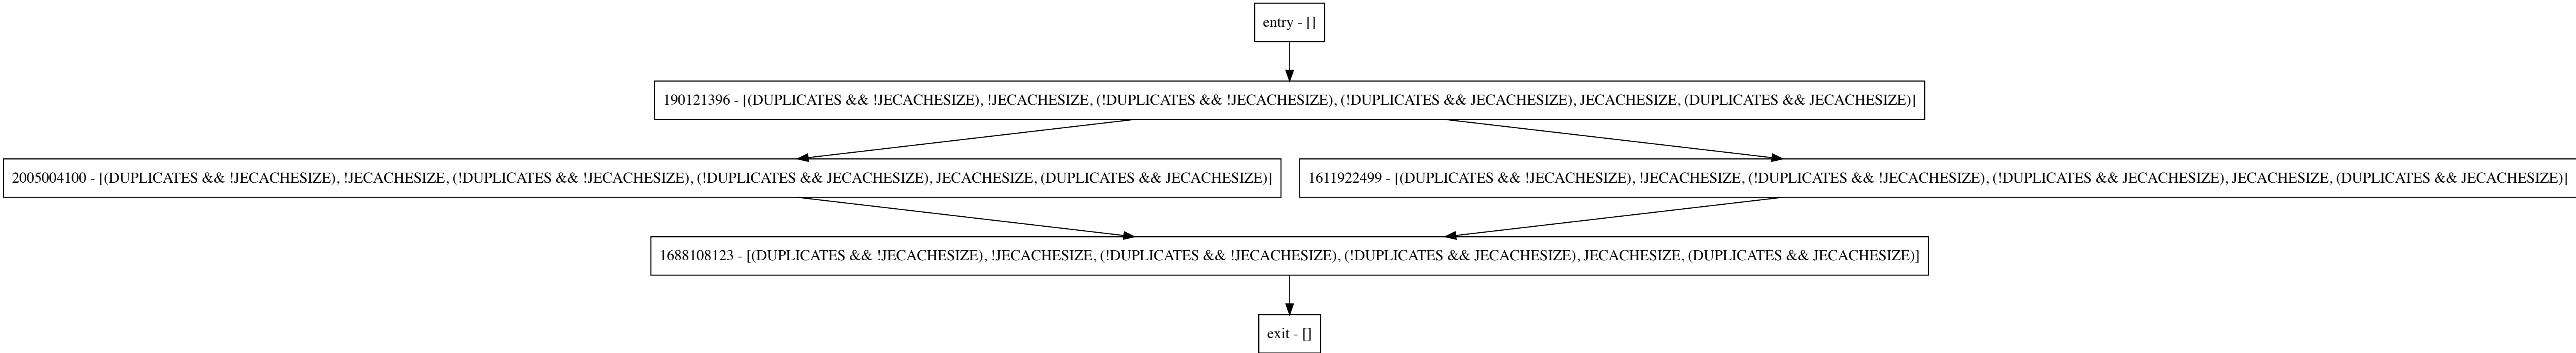 entry - []
190121396 - [(DUPLICATES && !JECACHESIZE), !JECACHESIZE, (!DUPLICATES && !JECACHESIZE), (!DUPLICATES && JECACHESIZE), JECACHESIZE, (DUPLICATES && JECACHESIZE)]
2005004100 - [(DUPLICATES && !JECACHESIZE), !JECACHESIZE, (!DUPLICATES && !JECACHESIZE), (!DUPLICATES && JECACHESIZE), JECACHESIZE, (DUPLICATES && JECACHESIZE)]
1611922499 - [(DUPLICATES && !JECACHESIZE), !JECACHESIZE, (!DUPLICATES && !JECACHESIZE), (!DUPLICATES && JECACHESIZE), JECACHESIZE, (DUPLICATES && JECACHESIZE)]
1688108123 - [(DUPLICATES && !JECACHESIZE), !JECACHESIZE, (!DUPLICATES && !JECACHESIZE), (!DUPLICATES && JECACHESIZE), JECACHESIZE, (DUPLICATES && JECACHESIZE)]
exit - []